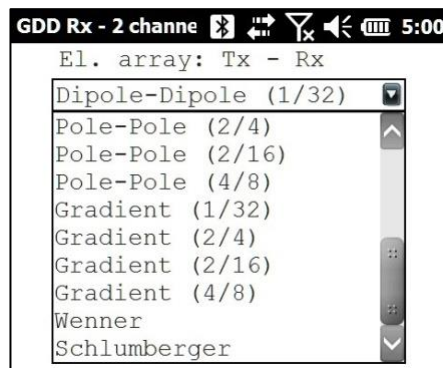 GDD Rx - 2 channe 5:00
El. array: Tx - Rx
Dipole-Dipole (1/32)
Pole-Pole (2/4)
Pole-Pole (2/16)
Pole-Pole (4/8)
Gradient (1/32)
Gradient (2/4)
Gradient (2/16)
Gradient (4/8)
Wenner
Schlumberger